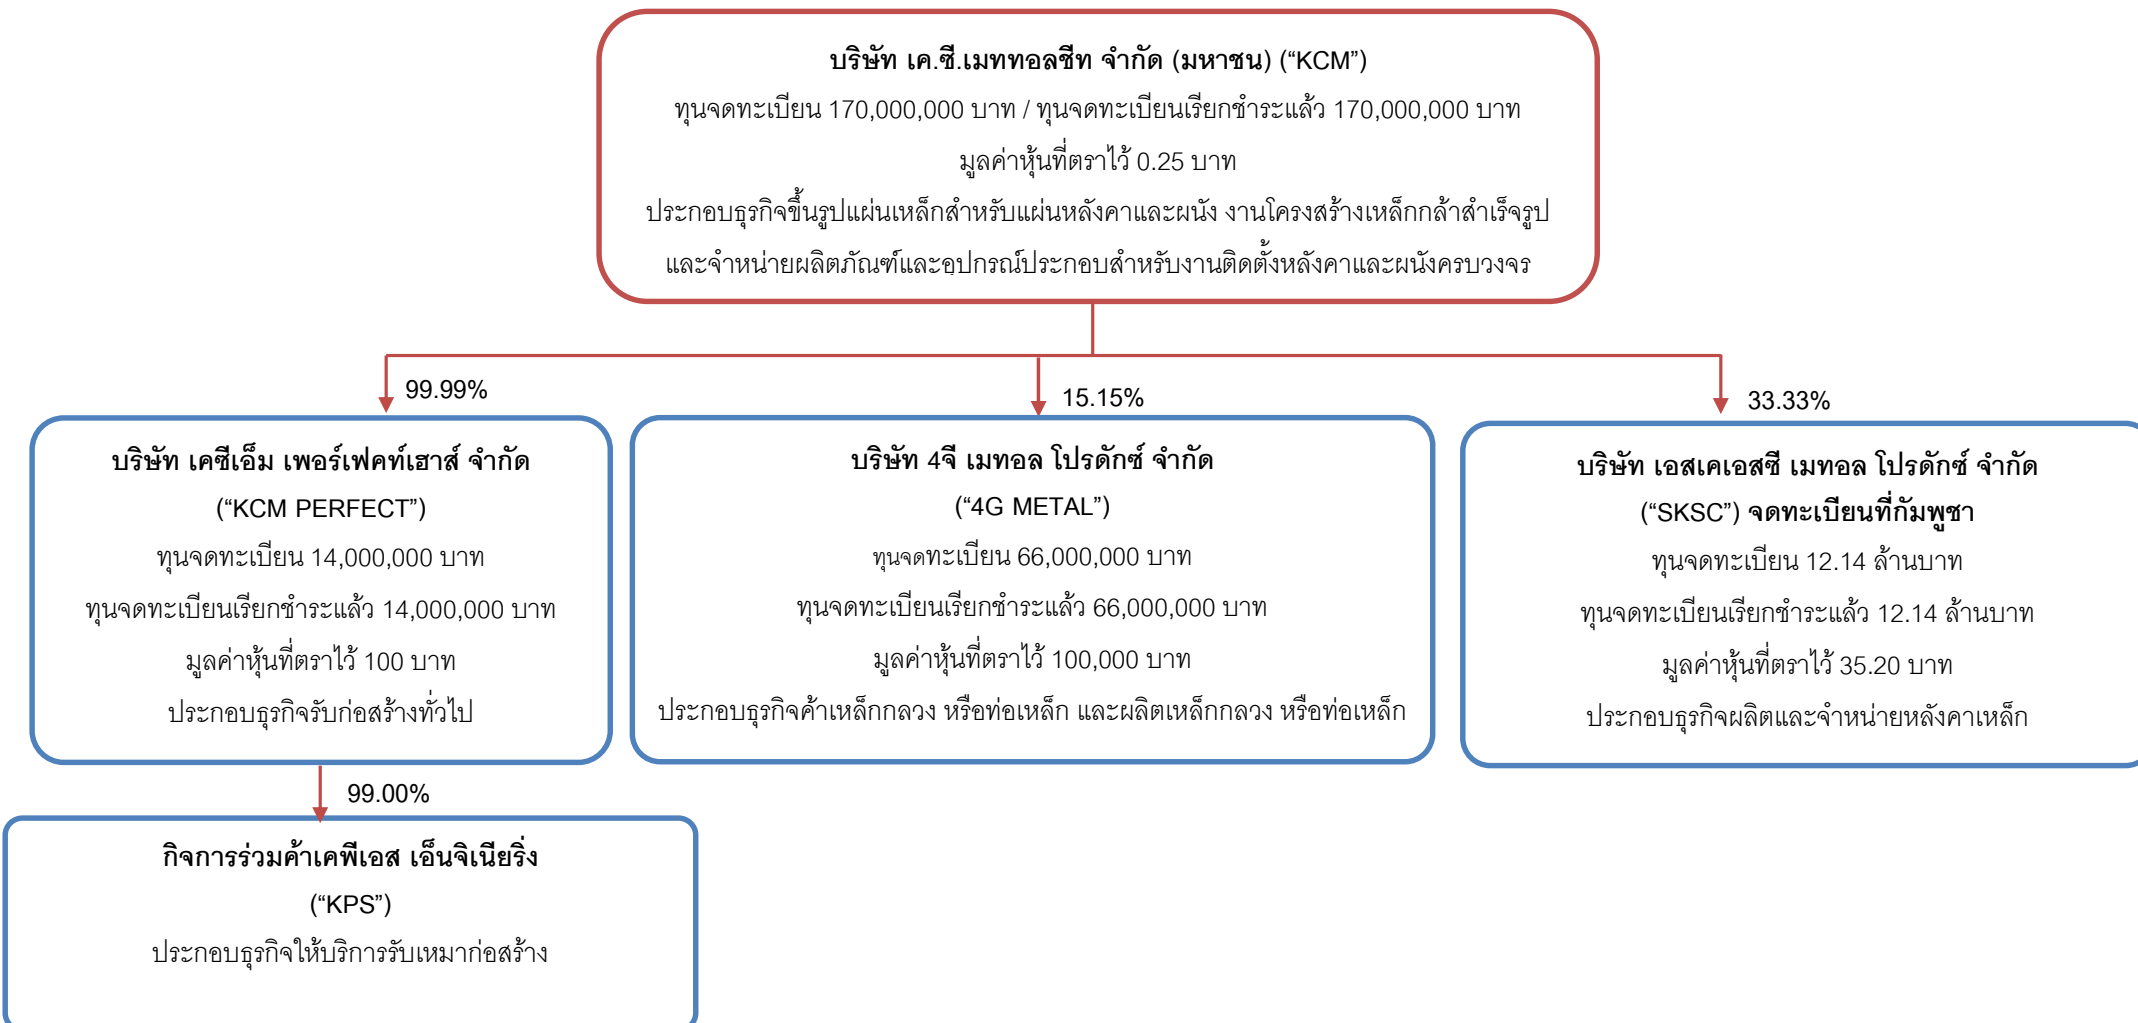 บริษัท เค.ซี.เมททอลชีท จำกัด (มหาชน) (“KCM”)
ทุนจดทะเบียน 170,000,000 บาท / ทุนจดทะเบียนเรียกชำระแล้ว 170,000,000 บาท
มูลค่าหุ้นที่ตราไว้ 0.25 บาท
ประกอบธุรกิจขึ้นรูปแผ่นเหล็กสำหรับแผ่นหลังคาและผนัง งานโครงสร้างเหล็กกล้าสำเร็จรูป
และจำหน่ายผลิตภัณฑ์และอุปกรณ์ประกอบสำหรับงานติดตั้งหลังคาและผนังครบวงจร
99.99%
15.15%
33.33%
บริษัท เคซีเอ็ม เพอร์เฟคท์เฮาส์ จำกัด
(“KCM PERFECT”)
ทุนจดทะเบียน 14,000,000 บาท
ทุนจดทะเบียนเรียกชำระแล้ว 14,000,000 บาท
มูลค่าหุ้นที่ตราไว้ 100 บาท
ประกอบธุรกิจรับก่อสร้างทั่วไป
บริษัท 4จี เมทอล โปรดักซ์ จำกัด
(“4G METAL”)
ทุนจดทะเบียน 66,000,000 บาท
ทุนจดทะเบียนเรียกชำระแล้ว 66,000,000 บาท
มูลค่าหุ้นที่ตราไว้ 100,000 บาท
ประกอบธุรกิจค้าเหล็กกลวง หรือท่อเหล็ก และผลิตเหล็กกลวง หรือท่อเหล็ก
บริษัท เอสเคเอสซี เมทอล โปรดักซ์ จำกัด
(“SKSC”) จดทะเบียนที่กัมพูชา
ทุนจดทะเบียน 12.14 ล้านบาท
ทุนจดทะเบียนเรียกชำระแล้ว 12.14 ล้านบาท
มูลค่าหุ้นที่ตราไว้ 35.20 บาท
ประกอบธุรกิจผลิตและจำหน่ายหลังคาเหล็ก
99.00%
กิจการร่วมค้าเคพีเอส เอ็นจิเนียริ่ง
(“KPS”)
ประกอบธุรกิจให้บริการรับเหมาก่อสร้าง